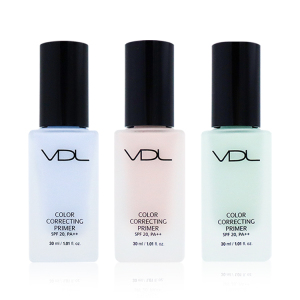 VDL
COLOR
CORRECTING
PRIMER
SPF 20, PA++
30 ml / 1.01 fl. oz.
VDL
COLOR
CORRECTING
PRIMER
SPF 20, PA++
30 ml / 1.01 fl. oz.
VDL
COLOR
CORRECTING
PRIMER
SPF 20, PA++
30 ml / 1.01 fl. oz.